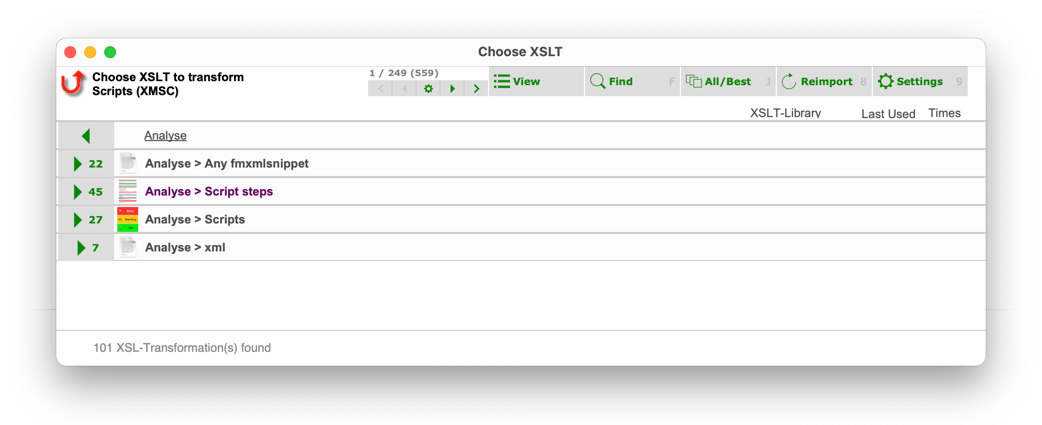 Choose XSLT
Choose XSLT to transform
Scripts (XMSC)
1 / 249 (559)
View
Find F
All/Best J
Reimport 8
Settings 9
XSLT-Library Last Used Times
Analyse
22 Analyse > Any fmxmlsnippet
45 Analyse > Script steps
27 Analyse > Scripts
7 Analyse > xml
101 XSL-Transformation(s) found